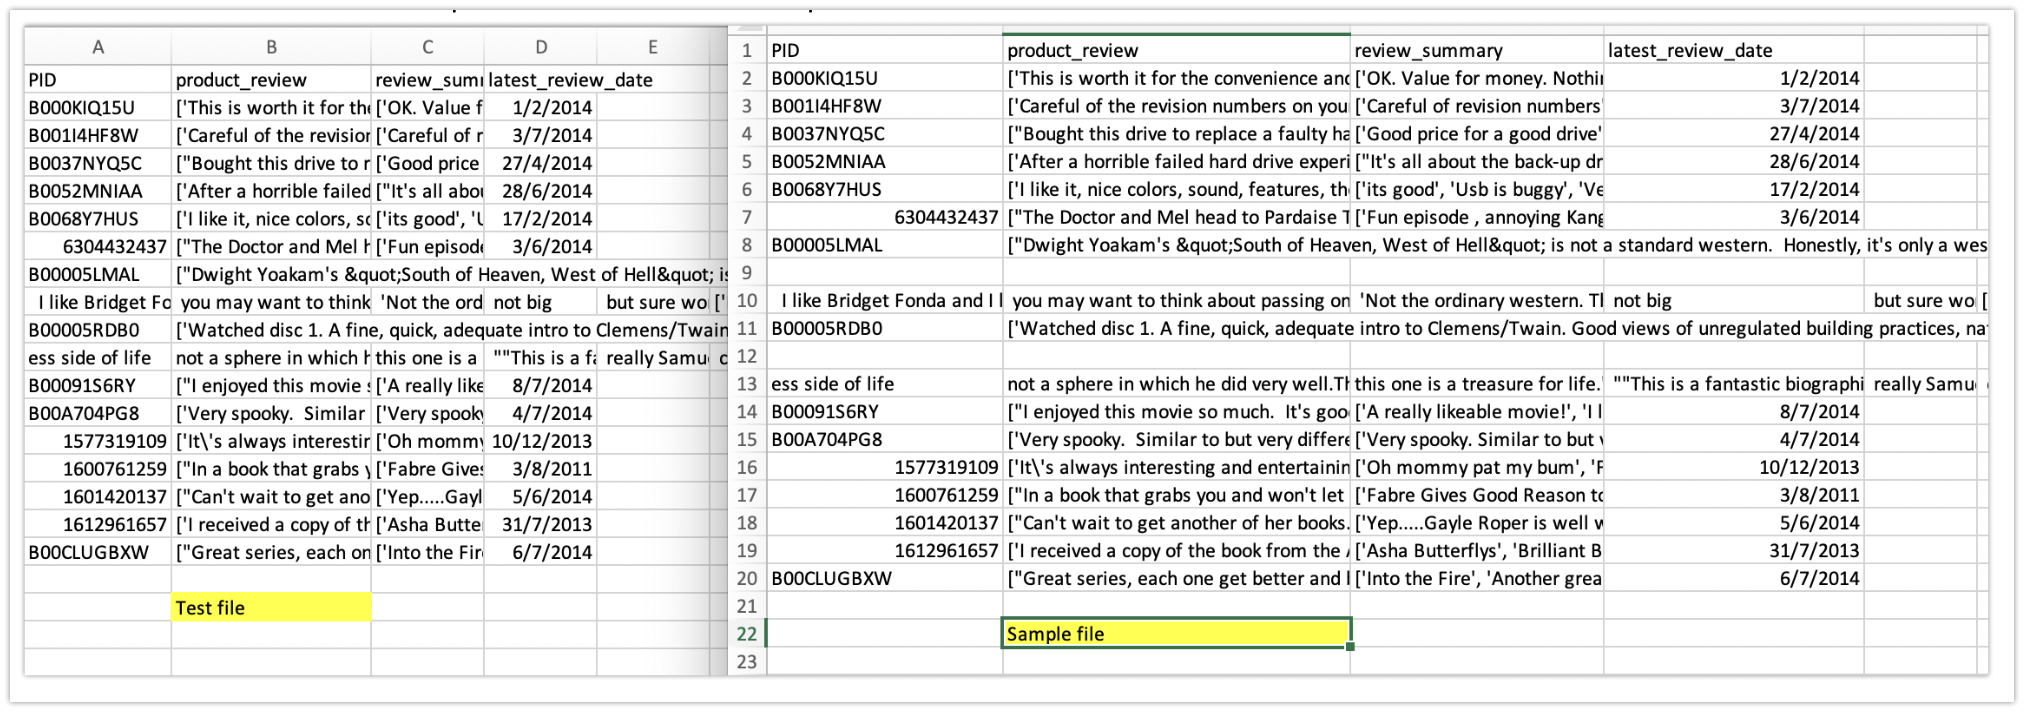 A B C D E
PID product_review review_sum latest_review_date
B000KIQ15U ['This is worth it for the ['OK. Value f 1/2/2014
B001I4HF8W ['Careful of the revision ['Careful of r 3/7/2014
B0037NYQ5C ["Bought this drive to r ['Good price 27/4/2014
B0052MNIAA ['After a horrible failed ["It's all abou 28/6/2014
B0068Y7HUS ['I like it, nice colors, so ['its good', 'U 17/2/2014
6304432437 ["The Doctor and Mel h ['Fun episode 3/6/2014
B00005LMAL ["Dwight Yoakam's &quot;South of Heaven, West of Hell&quot; is
I like Bridget Fo you may want to think 'Not the ord not big but sure wo ['
B00005RDB0 ['Watched disc 1. A fine, quick, adequate intro to Clemens/Twain
ess side of life not a sphere in which h this one is a ""This is a fa really Samu c
B00091S6RY ["I enjoyed this movie s ['A really like 8/7/2014
B00A704PG8 ['Very spooky. Similar ['Very spooky 4/7/2014
1577319109 ['It\'s always interestin ['Oh mommy 10/12/2013
1600761259 ["In a book that grabs y ['Fabre Gives 3/8/2011
1601420137 ["Can't wait to get ano ['Yep.....Gayl 5/6/2014
1612961657 ['I received a copy of th ['Asha Butte 31/7/2013
B00CLUGBXW ["Great series, each on ['Into the Fir 6/7/2014
Test file
1 PID product_review review_summary latest_review_date
2 B000KIQ15U ['This is worth it for the convenience and ['OK. Value for money. Nothin 1/2/2014
3 B001I4HF8W ['Careful of the revision numbers on you ['Careful of revision numbers' 3/7/2014
4 B0037NYQ5C ["Bought this drive to replace a faulty ha ['Good price for a good drive' 27/4/2014
5 B0052MNIAA ['After a horrible failed hard drive experi ["It's all about the back-up dr 28/6/2014
6 B0068Y7HUS ['I like it, nice colors, sound, features, th ['its good', 'Usb is buggy', 'Ve 17/2/2014
7 6304432437 ["The Doctor and Mel head to Pardaise T ['Fun episode , annoying Kang 3/6/2014
8 B00005LMAL ["Dwight Yoakam's &quot;South of Heaven, West of Hell&quot; is not a standard western. Honestly, it's only a wes
9
10 I like Bridget Fonda and I l you may want to think about passing on 'Not the ordinary western. Tl not big but sure wo [
11 B00005RDB0 ['Watched disc 1. A fine, quick, adequate intro to Clemens/Twain. Good views of unregulated building practices, na
12
13 ess side of life not a sphere in which he did very well.Th this one is a treasure for life.' ""This is a fantastic biographi really Samu
14 B00091S6RY ["I enjoyed this movie so much. It's goo ['A really likeable movie!', 'I l 8/7/2014
15 B00A704PG8 ['Very spooky. Similar to but very differe ['Very spooky. Similar to but v 4/7/2014
16 1577319109 ['It\'s always interesting and entertainin ['Oh mommy pat my bum', 'F 10/12/2013
17 1600761259 ["In a book that grabs you and won't let ['Fabre Gives Good Reason to 3/8/2011
18 1601420137 ["Can't wait to get another of her books. ['Yep.....Gayle Roper is well w 5/6/2014
19 1612961657 ['I received a copy of the book from the A ['Asha Butterflys', 'Brilliant B 31/7/2013
20 B00CLUGBXW ["Great series, each one get better and l ['Into the Fire', 'Another grea 6/7/2014
21
22 Sample file
23